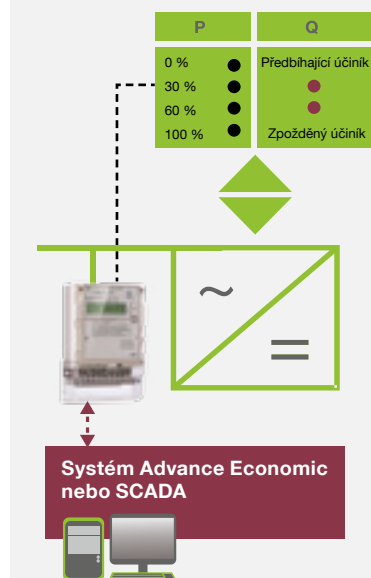 P Q
0 % Předbíhající účiník
30 %
60 %
100 % Zpožděný účiník
~
=
Systém Advance Economic
nebo SCADA